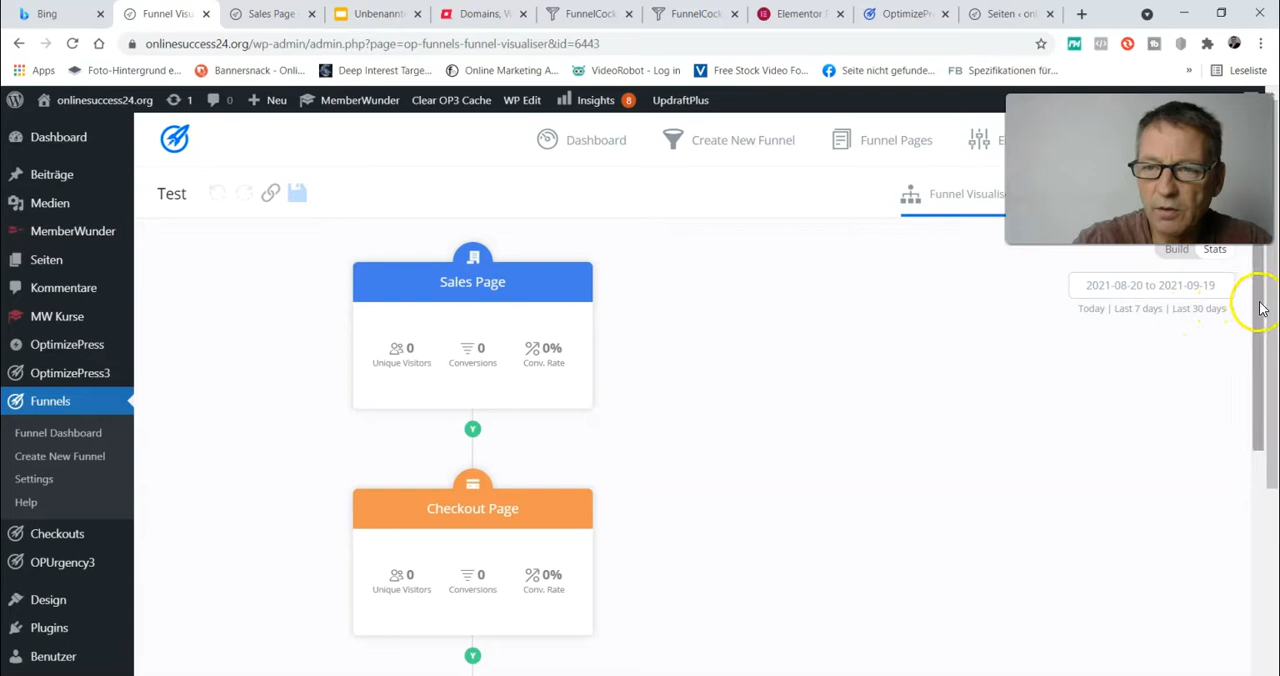 Bing
Funnel Visu
Sales Page
Unbenannt
Domains, W
FunnelCock
FunnelCock
Elementor P
OptimizePre
Seiten ‹ onl
onlinesuccess24.org/wp-admin/admin.php?page=op-funnels-funnel-visualiser&id=6443
Apps
Foto-Hintergrund e...
Bannersnack - Onli...
Deep Interest Targe...
Online Marketing A...
VideoRobot - Log in
Free Stock Video Fo...
Seite nicht gefunde...
FB Spezifikationen für...
»
Leseliste
onlinesuccess24.org
1
0
Neu
MemberWunder
Clear OP3 Cache
WP Edit
Insights 8
UpdraftPlus
Dashboard
Beiträge
Medien
MemberWunder
Seiten
Kommentare
MW Kurse
OptimizePress
OptimizePress3
Funnels
Funnel Dashboard
Create New Funnel
Settings
Help
Checkouts
OPUrgency3
Design
Plugins
Benutzer
Dashboard
Create New Funnel
Funnel Pages
E
Test
Funnel Visualise
Build Stats
2021-08-20 to 2021-09-19
Today | Last 7 days | Last 30 days
Sales Page
0 0 0%
Unique Visitors Conversions Conv. Rate
Y
Checkout Page
0 0 0%
Unique Visitors Conversions Conv. Rate
Y